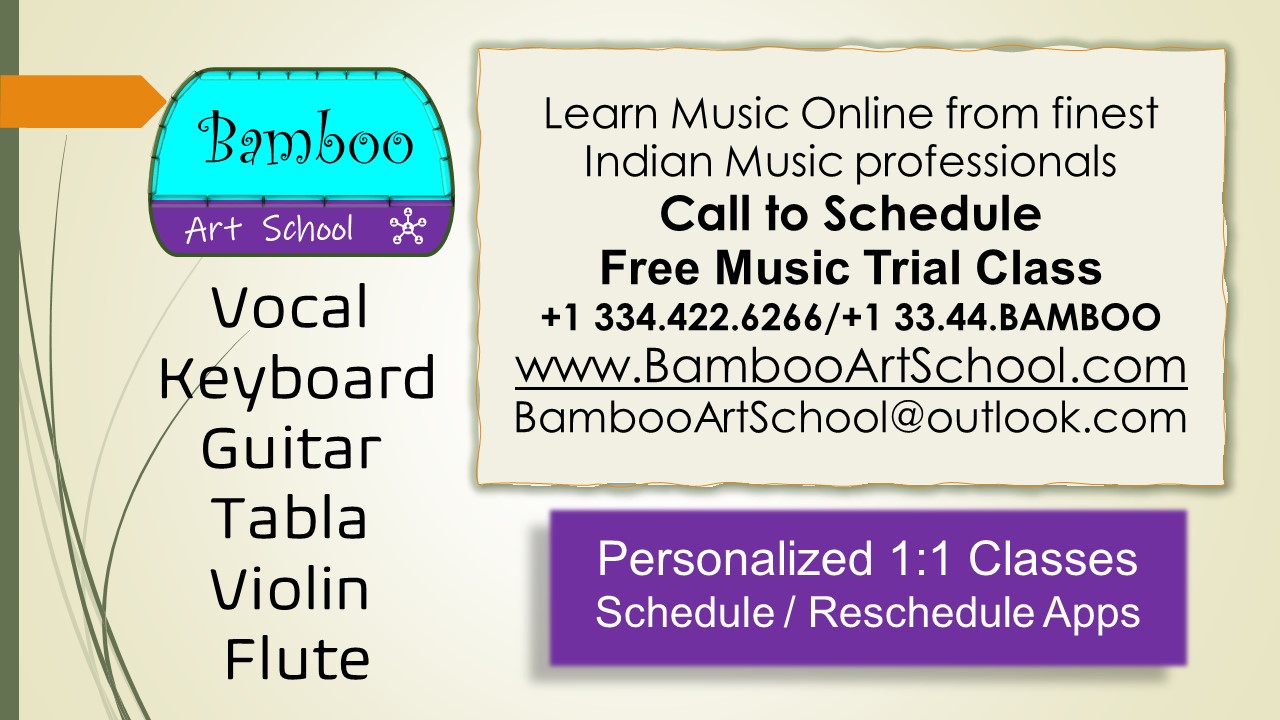 Bamboo
Art School
Vocal
Keyboard
Guitar
Tabla
Violin
Flute
Learn Music Online from finest
Indian Music professionals
Call to Schedule
Free Music Trial Class
+1 334.422.6266/+1 33.44.BAMBOO
www.BambooArtSchool.com
BambooArtSchool@outlook.com
Personalized 1:1 Classes
Schedule / Reschedule Apps